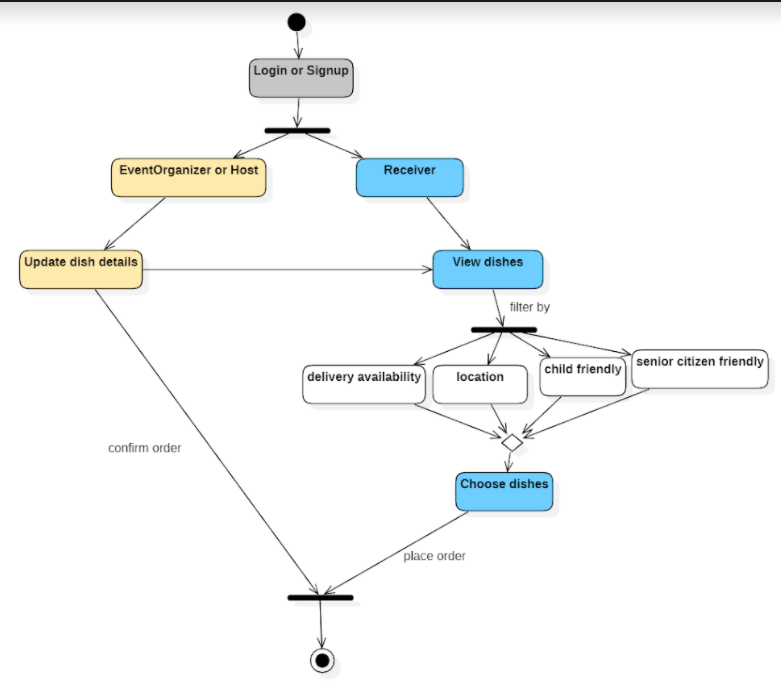 Login or Signup
EventOrganizer or Host
Receiver
Update dish details
View dishes
filter by
delivery availability
location
child friendly
senior citizen friendly
confirm order
Choose dishes
place order